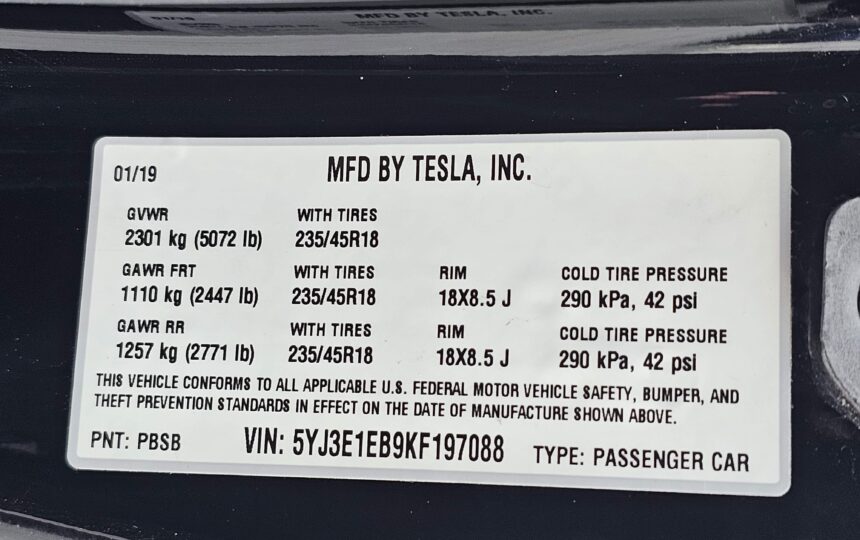 MFD BY TESLA, INC.
01/19 MFD BY TESLA, INC.
GVWR WITH TIRES
2301 kg (5072 lb) 235/45R18
GAWR FRT WITH TIRES RIM COLD TIRE PRESSURE
1110 kg (2447 lb) 235/45R18 18X8.5 J 290 kPa, 42 psi
GAWR RR WITH TIRES RIM COLD TIRE PRESSURE
1257 kg (2771 lb) 235/45R18 18X8.5 J 290 kPa, 42 psi
THIS VEHICLE CONFORMS TO ALL APPLICABLE U.S. FEDERAL MOTOR VEHICLE SAFETY, BUMPER, AND
THEFT PREVENTION STANDARDS IN EFFECT ON THE DATE OF MANUFACTURE SHOWN ABOVE.
PNT: PBSB VIN: 5YJ3E1EB9KF197088 TYPE: PASSENGER CAR